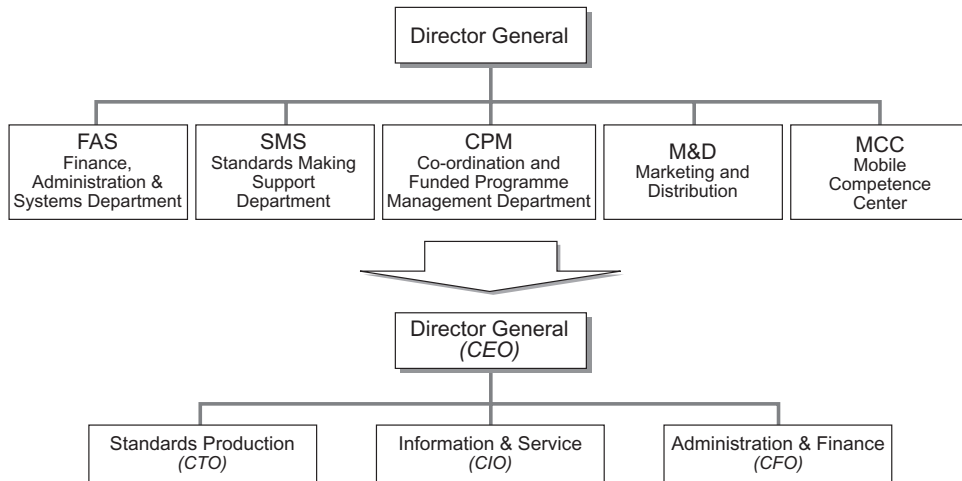 Director General
FAS
Finance,
Administration &
Systems Department
SMS
Standards Making
Support
Department
CPM
Co-ordination and
Funded Programme
Management Department
M&D
Marketing and
Distribution
MCC
Mobile
Competence
Center
Director General
(CEO)
Standards Production
(CTO)
Information & Service
(CIO)
Administration & Finance
(CFO)